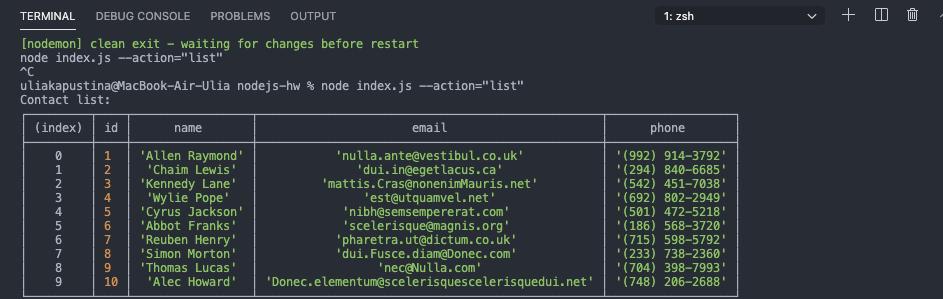 TERMINAL DEBUG CONSOLE PROBLEMS OUTPUT 1: zsh
[nodemon] clean exit - waiting for changes before restart
node index.js --action="list"
^C
uliakapustina@MacBook-Air-Ulia nodejs-hw % node index.js --action="list"
Contact list:
(index) id name email phone
0 1 'Allen Raymond' 'nulla.ante@vestibul.co.uk' '(992) 914-3792'
1 2 'Chaim Lewis' 'dui.in@egetlacus.ca' '(294) 840-6685'
2 3 'Kennedy Lane' 'mattis.Cras@nonenimMauris.net' '(542) 451-7038'
3 4 'Wylie Pope' 'est@utquamvel.net' '(692) 802-2949'
4 5 'Cyrus Jackson' 'nibh@semsempererat.com' '(501) 472-5218'
5 6 'Abbot Franks' 'scelerisque@magnis.org' '(186) 568-3720'
6 7 'Reuben Henry' 'pharetra.ut@dictum.co.uk' '(715) 598-5792'
7 8 'Simon Morton' 'dui.Fusce.diam@Donec.com' '(233) 738-2360'
8 9 'Thomas Lucas' 'nec@Nulla.com' '(704) 398-7993'
9 10 'Alec Howard' 'Donec.elementum@scelerisquescelerisquedui.net' '(748) 206-2688'